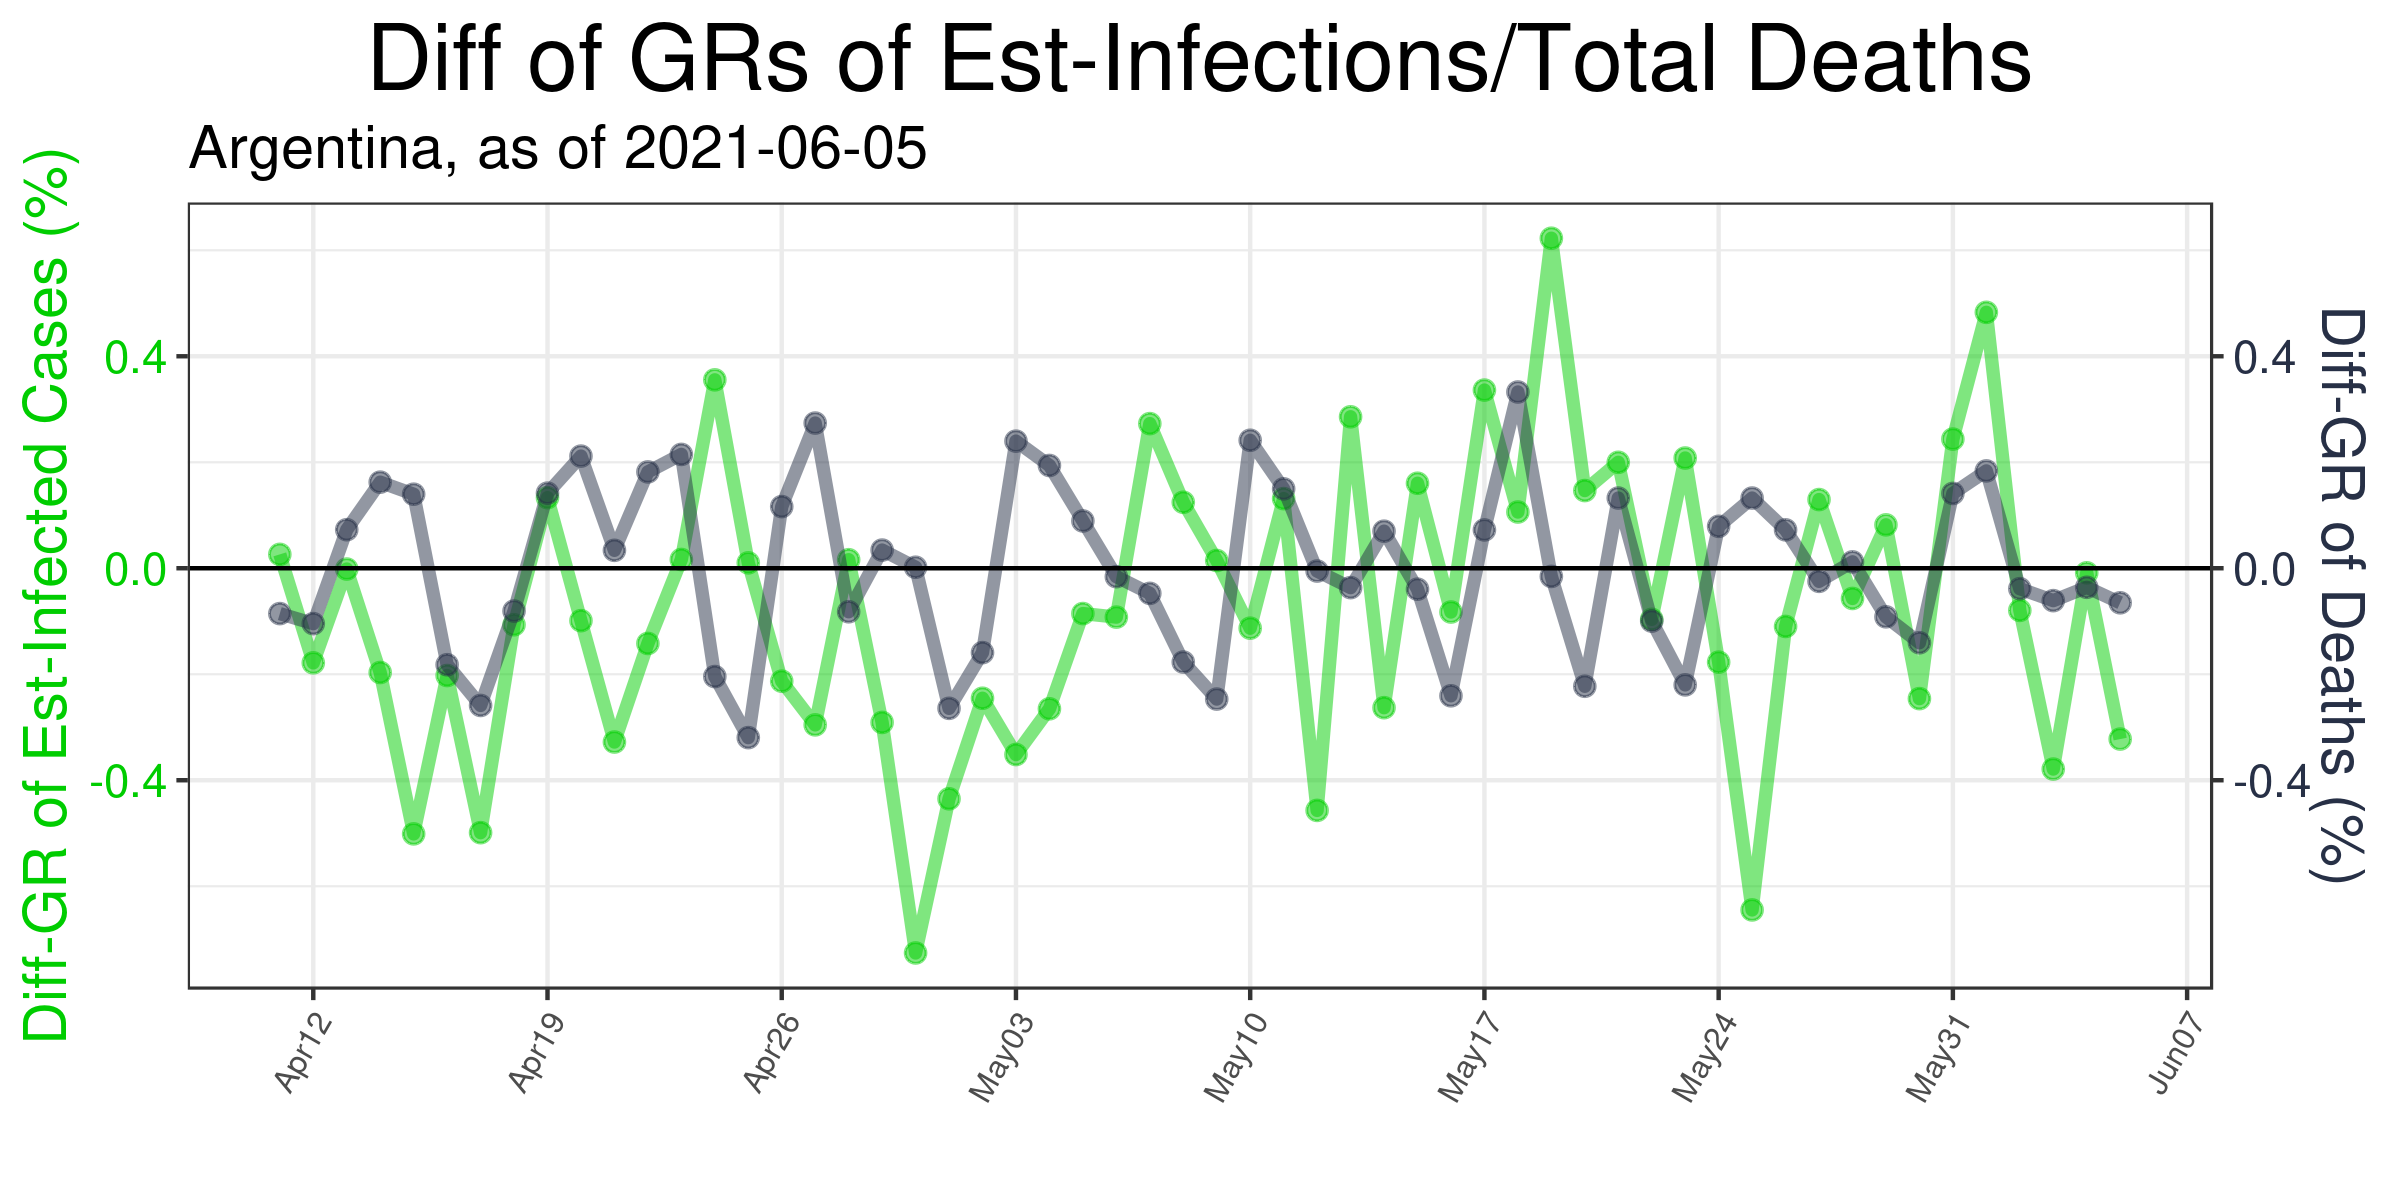 Diff of GRs of Est-Infections/Total Deaths
Argentina, as of 2021-06-05
Diff-GR of Est-Infected Cases (%)
0.4
0.0
-0.4
0.4
0.0
-0.4
Diff-GR of Deaths (%)
Apr12
Apr19
Apr26
May03
May10
May17
May24
May31
Jun07